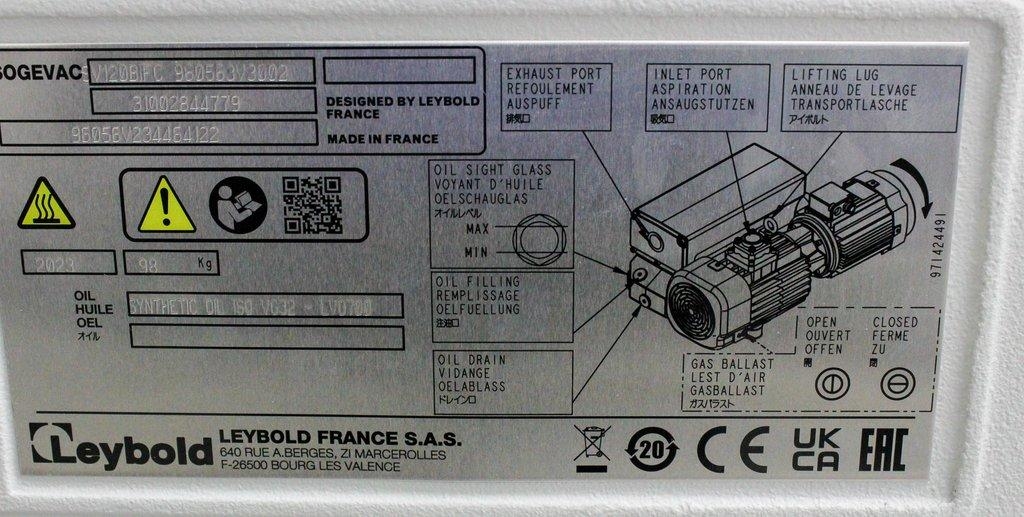 SOGEVAC SV120BIFC 960563V3002
31002844779
96058V234464122
DESIGNED BY LEYBOLD
FRANCE
MADE IN FRANCE
2023
98 Kg
OIL
HUILE
OEL
オイル
SYNTHETIC OIL ISO VG32 - LVO700
EXHAUST PORT
REFOULEMENT
AUSPUFF
排気口
INLET PORT
ASPIRATION
ANSAUGSTUTZEN
吸気口
LIFTING LUG
ANNEAU DE LEVAGE
TRANSPORTLASCHE
アイボルト
OIL SIGHT GLASS
VOYANT D'HUILE
OELSCHAUGLAS
オイルレベル
MAX
MIN
OIL FILLING
REMPLISSAGE
OELFUELLUNG
注油口
OIL DRAIN
VIDANGE
OELABLASS
ドレイン口
971424491
GAS BALLAST
LEST D'AIR
GASBALLAST
ガスバラスト
OPEN
OUVERT
OFFEN
開
CLOSED
FERME
ZU
閉
Leybold
LEYBOLD FRANCE S.A.S.
640 RUE A.BERGES, ZI MARCEROLLES
F-26500 BOURG LES VALENCE
20
CE
UK
CA
EAC